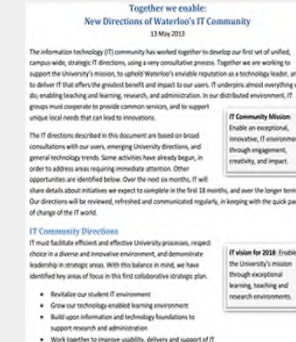 Together we enable:
New Directions of Waterloo's IT Community
13 May 2013
The information technology (IT) community has worked together to develop our first set of unified,
campus-wide, strategic IT directions, using a very consultative process. Together we are working to
support the University's mission, to uphold Waterloo's enviable reputation as a technology leader, an
to deliver IT that offers the greatest benefit and impact to our users. IT underpins almost everything w
do; enabling teaching and learning, research, and administration. In our distributed environment, IT
groups must cooperate to provide common services, and to support
unique local needs that can lead to innovations.
IT Community Mission
Enable an exceptional,
innovative, IT environme
through engagement,
creativity, and impact.
The IT directions described in this document are based on broad
consultations with our users, emerging University directions, and
general technology trends. Some activities have already begun, in
order to address areas requiring immediate attention. Other
opportunities are identified below. Over the next six months, IT will
share details about initiatives we expect to complete in the first 18 months, and over the longer term
Our directions will be reviewed, refreshed and communicated regularly, in keeping with the quick pa
of change of the IT world.
IT Community Directions
IT must facilitate efficient and effective University processes, respect
choice in a diverse and innovative environment, and demonstrate
leadership in strategic areas. With this balance in mind, we have
identified key areas of focus in this first collaborative strategic plan.
IT vision for 2018: Enable
the University's mission
through exceptional
learning, teaching and
research environments.
• Revitalize our student IT environment
• Grow our technology-enabled learning environment
• Build upon information and technology foundations to
support research and administration
• Work together to improve usability, delivery and support of IT